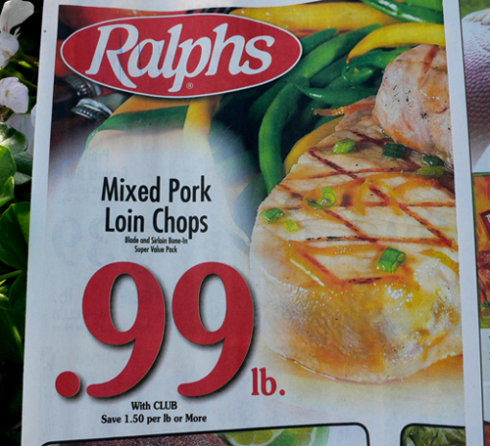 Ralphs
®
Mixed Pork
Loin Chops
Blade and Sirloin Bone-In
Super Value Pack
.99 lb.
With CLUB
Save 1.50 per lb or More